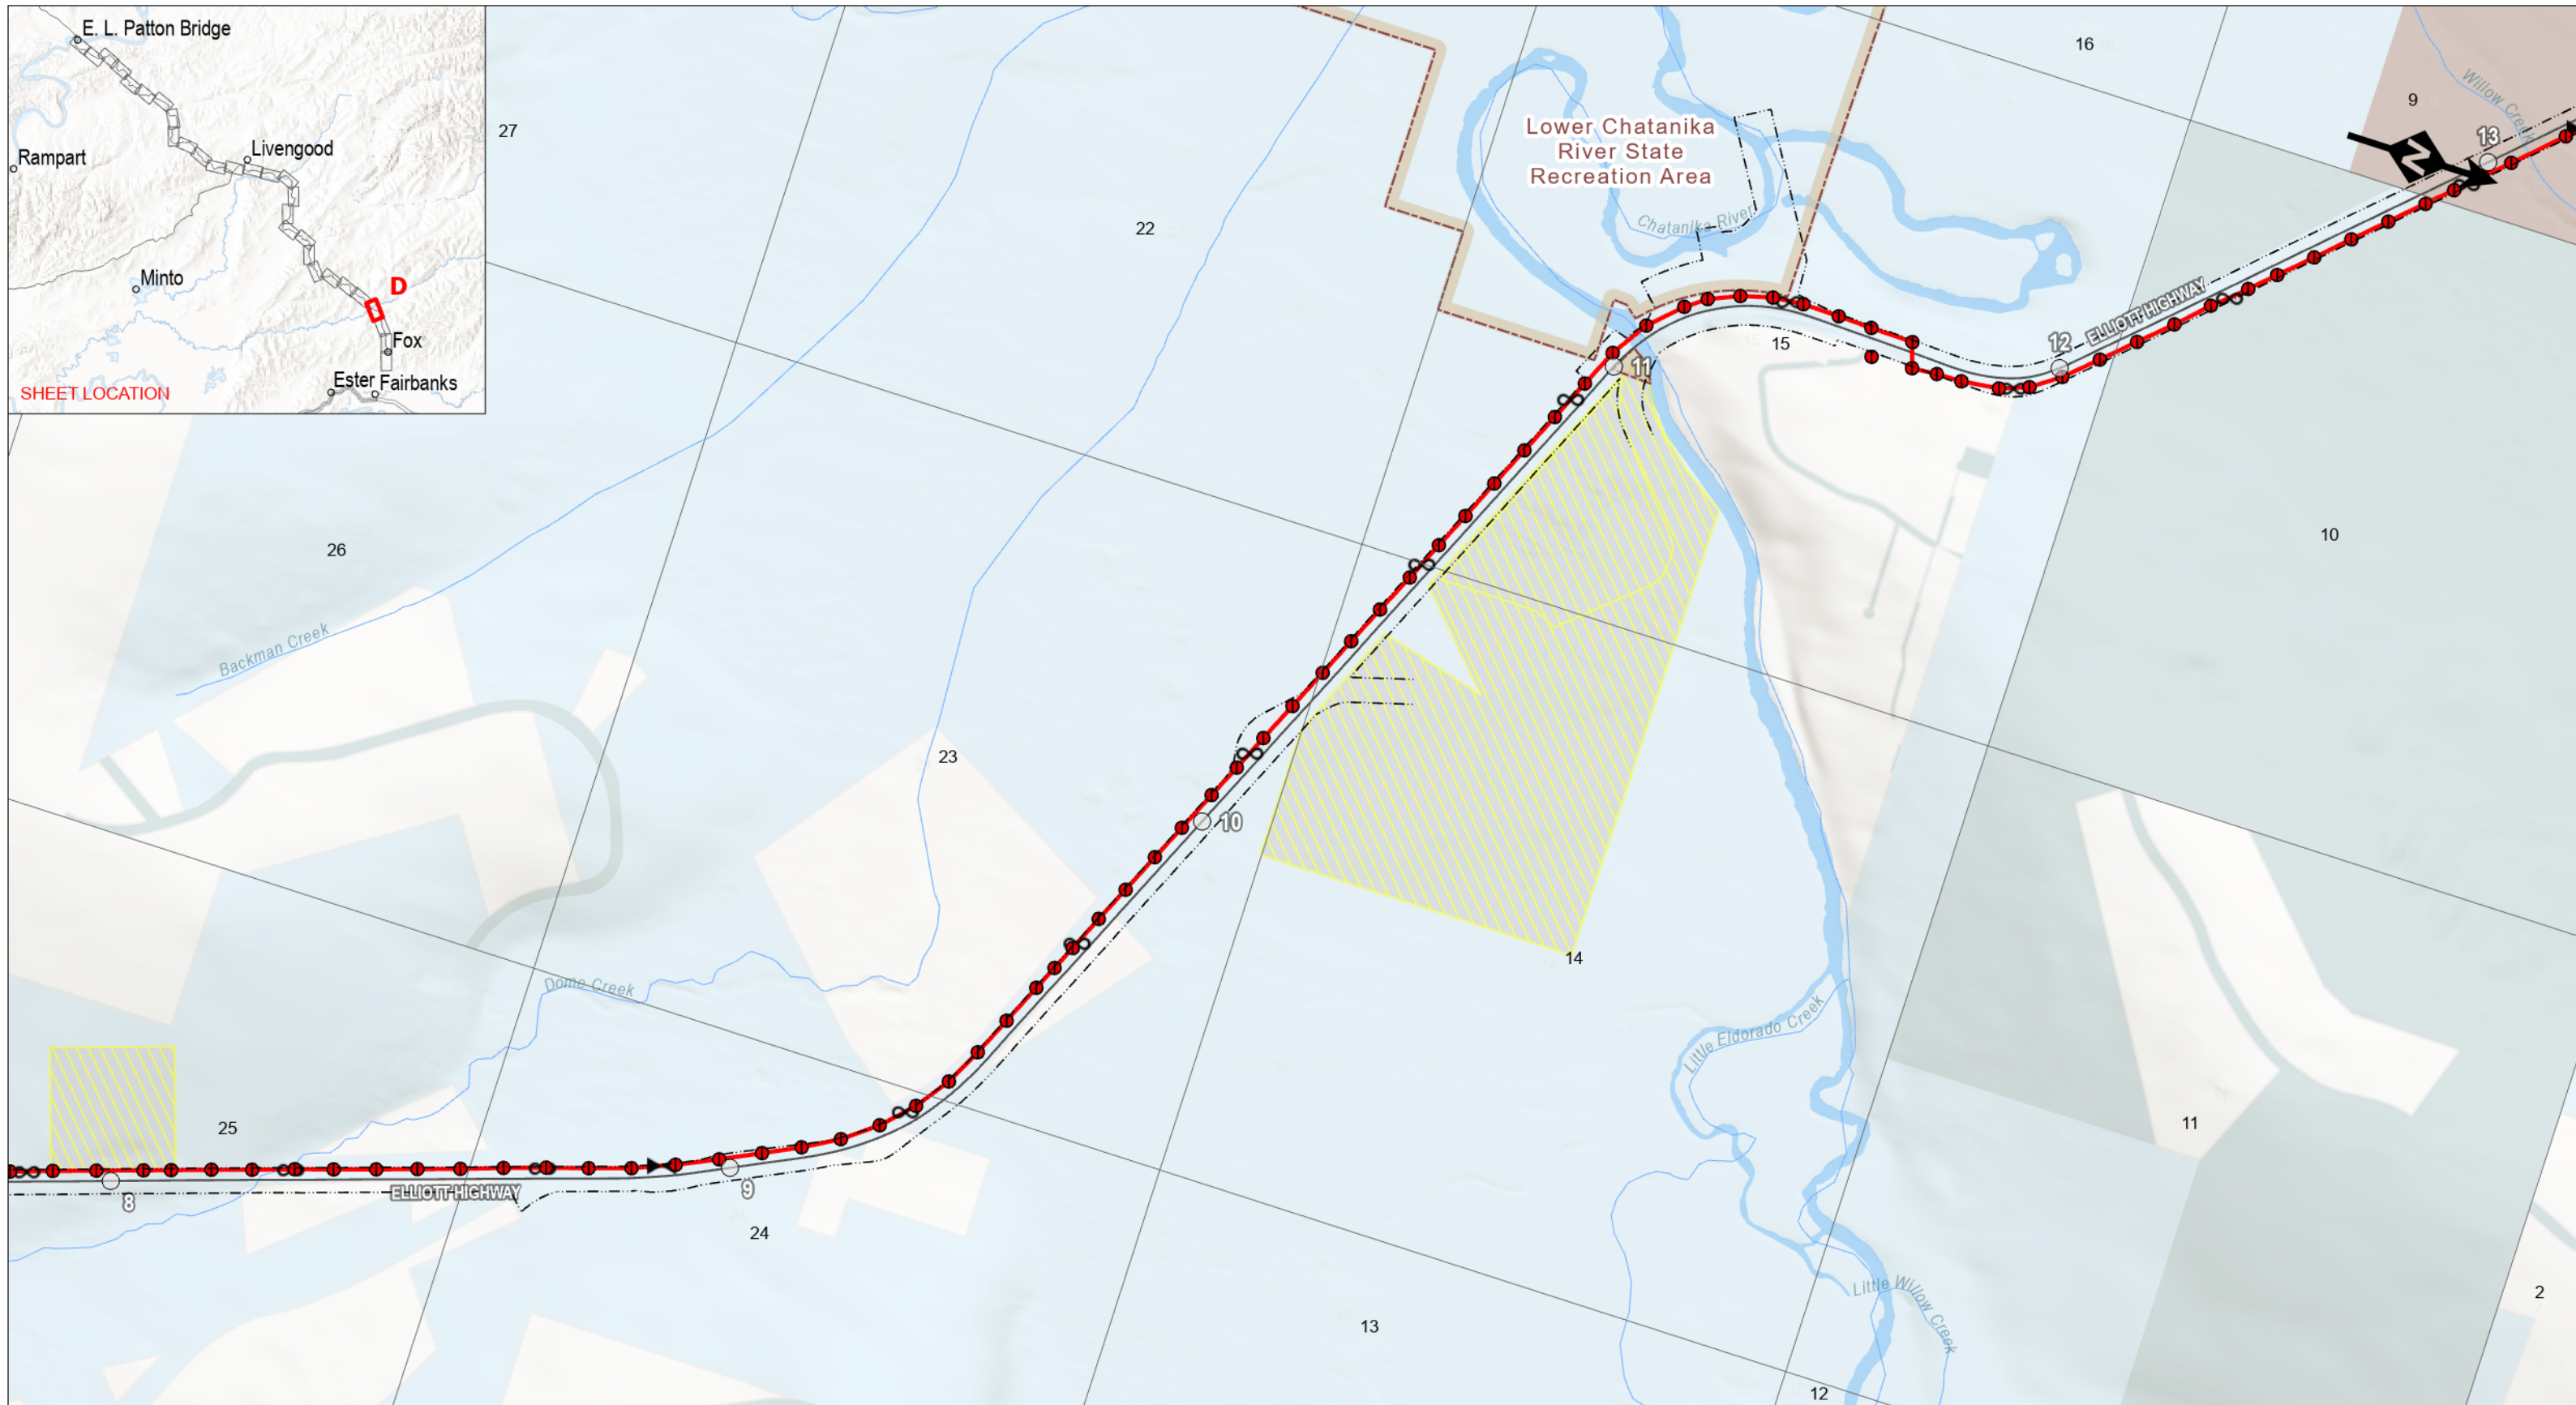 E. L. Patton Bridge
Rampart
Livengood
Minto
D
Fox
Ester
Fairbanks
SHEET LOCATION
27
16
9
Willow Creek
13
N
Lower Chatanika
River State
Recreation Area
Chatanika River
22
ELLIOTT HIGHWAY
12
15
11
26
10
Backman Creek
23
10
14
Dome Creek
Little Eldorado Creek
25
11
8
ELLIOTT HIGHWAY
9
24
Little Willow Creek
2
13
12